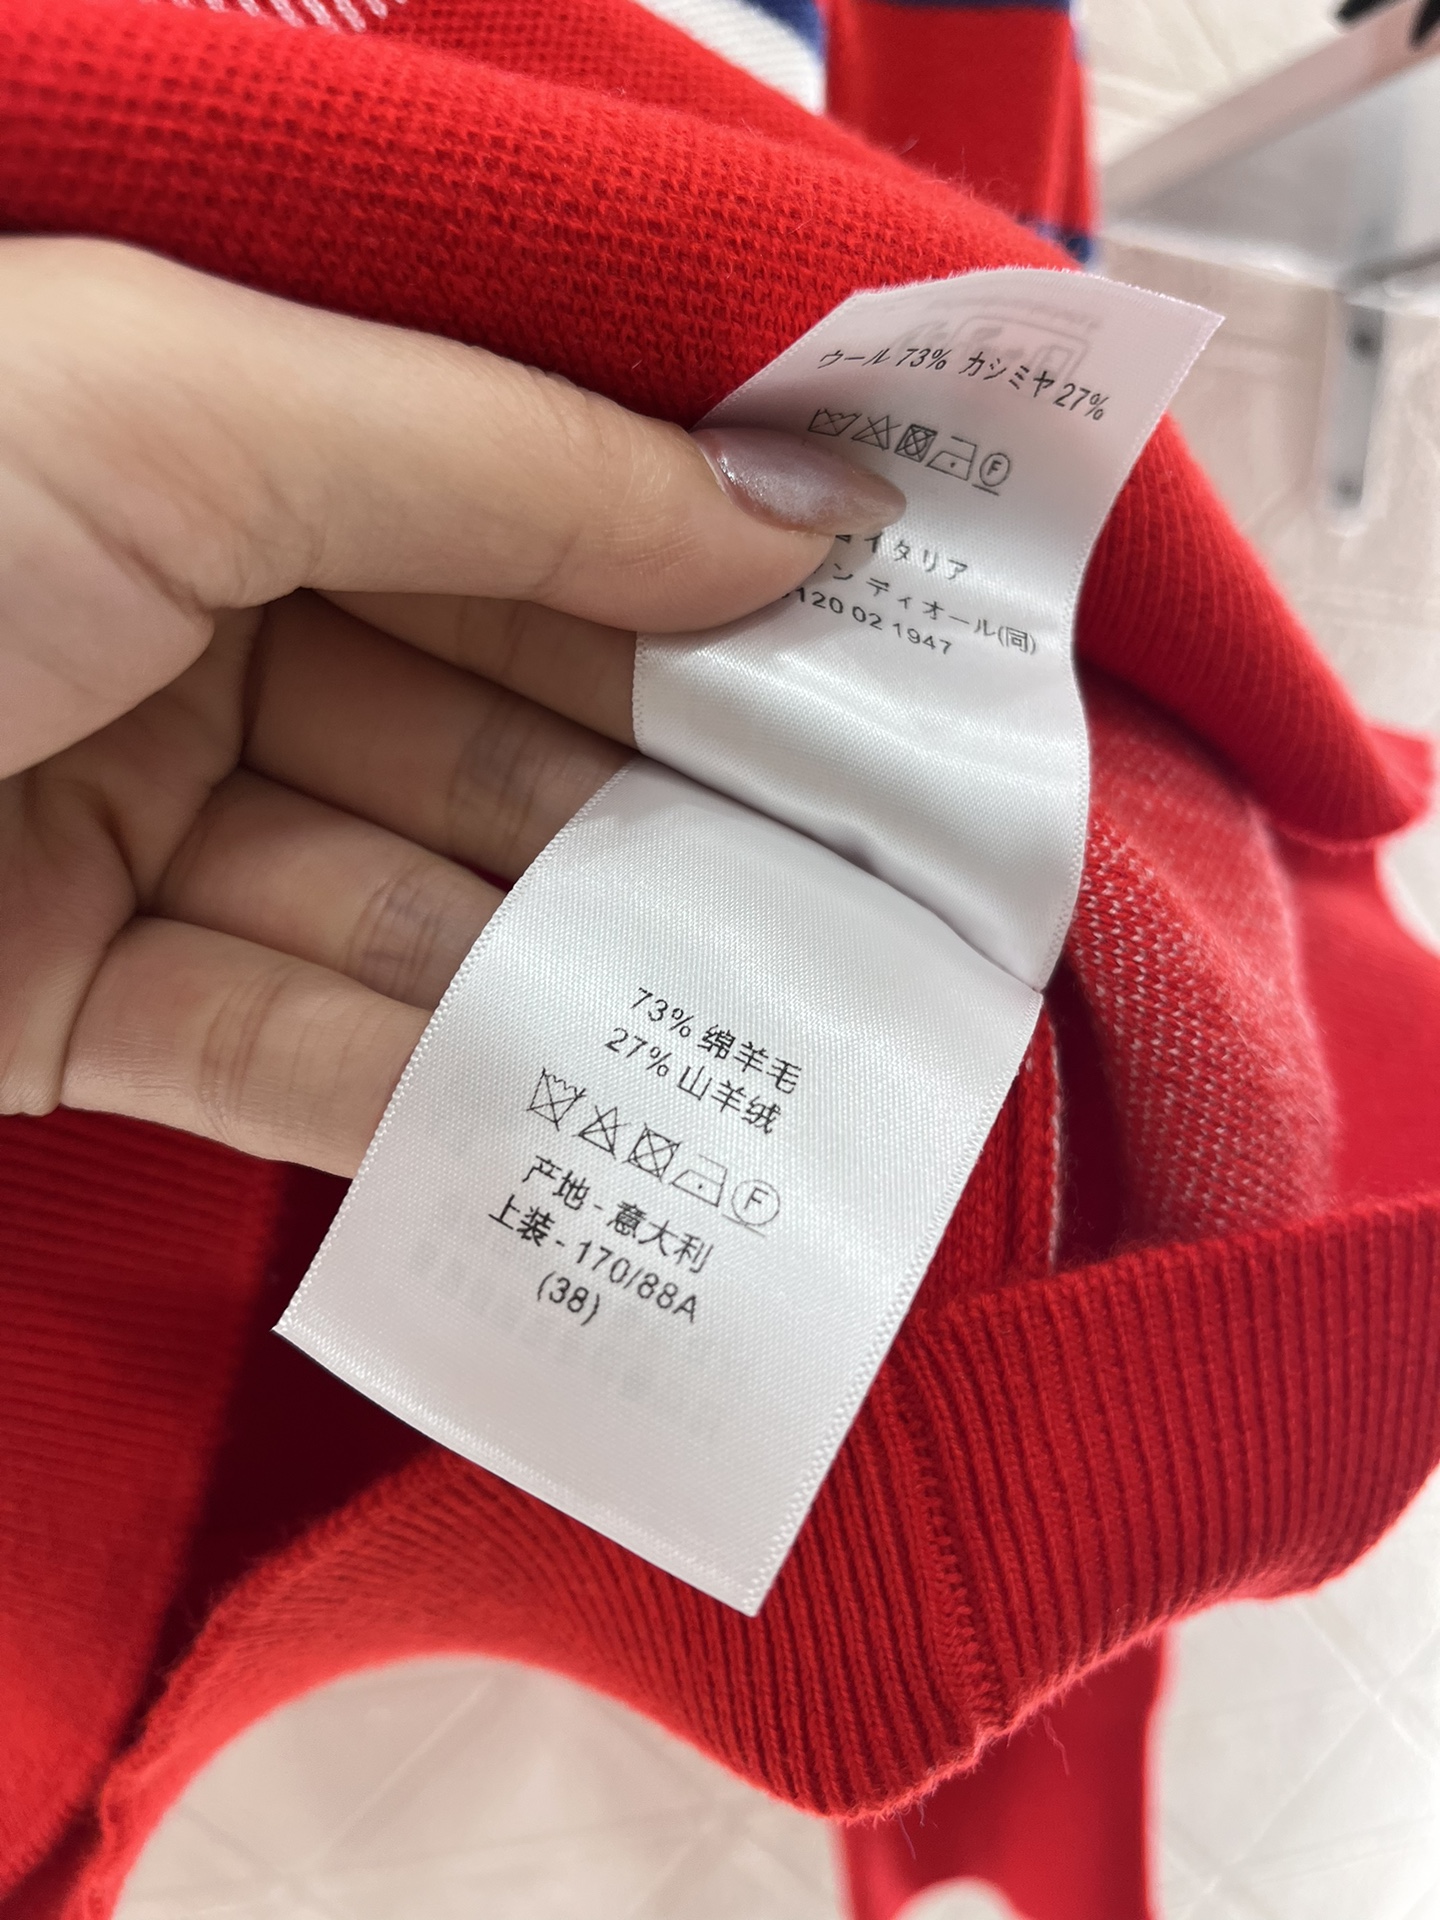 ウール 73% カシミヤ 27%
F
イタリア
ン ディオール(同)
120 02 1947
73% 绵羊毛
27% 山羊绒
F
产地 - 意大利
上装 - 170/88A
(38)